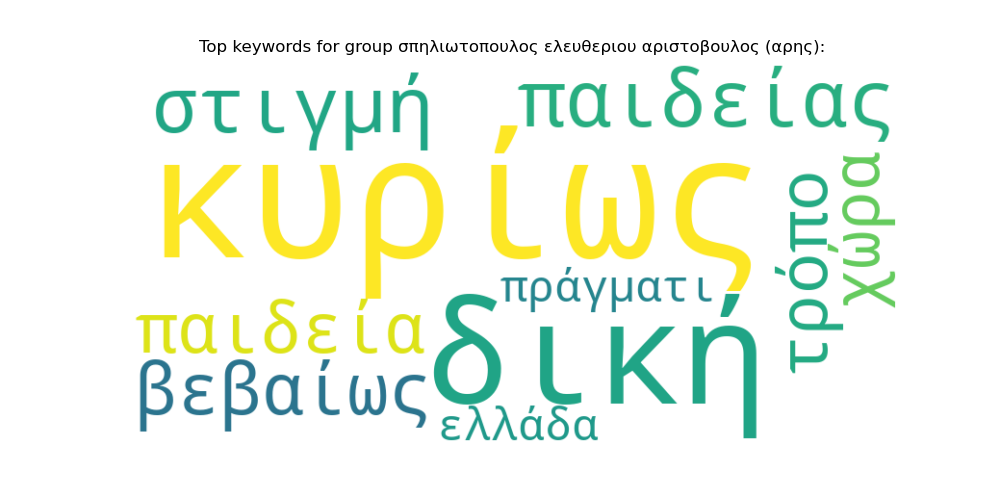 Top keywords for group σπηλιωτοπουλος ελευθεριου αριστοβουλος (αρης):
στιγμή
παιδείας
κυρίως
τρόπο
χώρα
πράγματι
παιδεία
δική
βεβαίως
ελλάδα